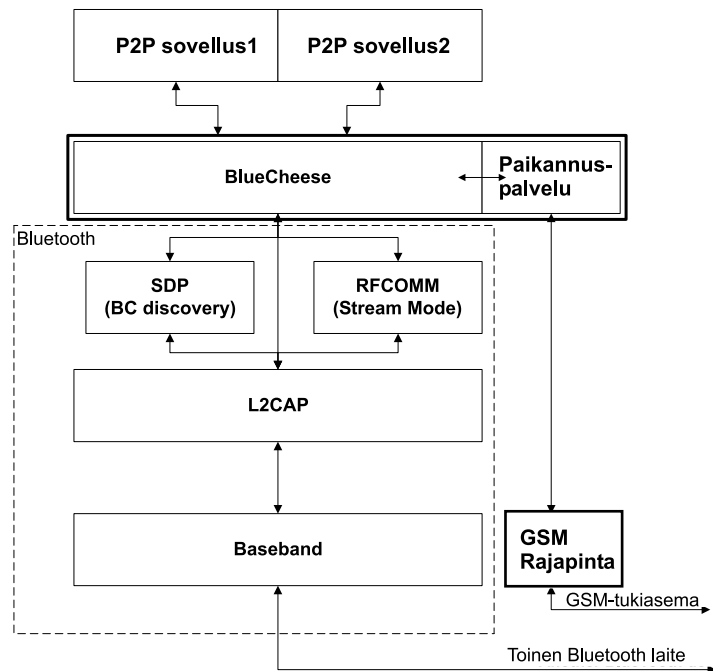 P2P sovellus1
P2P sovellus2
BlueCheese
Paikannus-
palvelu
Bluetooth
SDP
(BC discovery)
RFCOMM
(Stream Mode)
L2CAP
Baseband
GSM
Rajapinta
GSM-tukiasema
Toinen Bluetooth laite